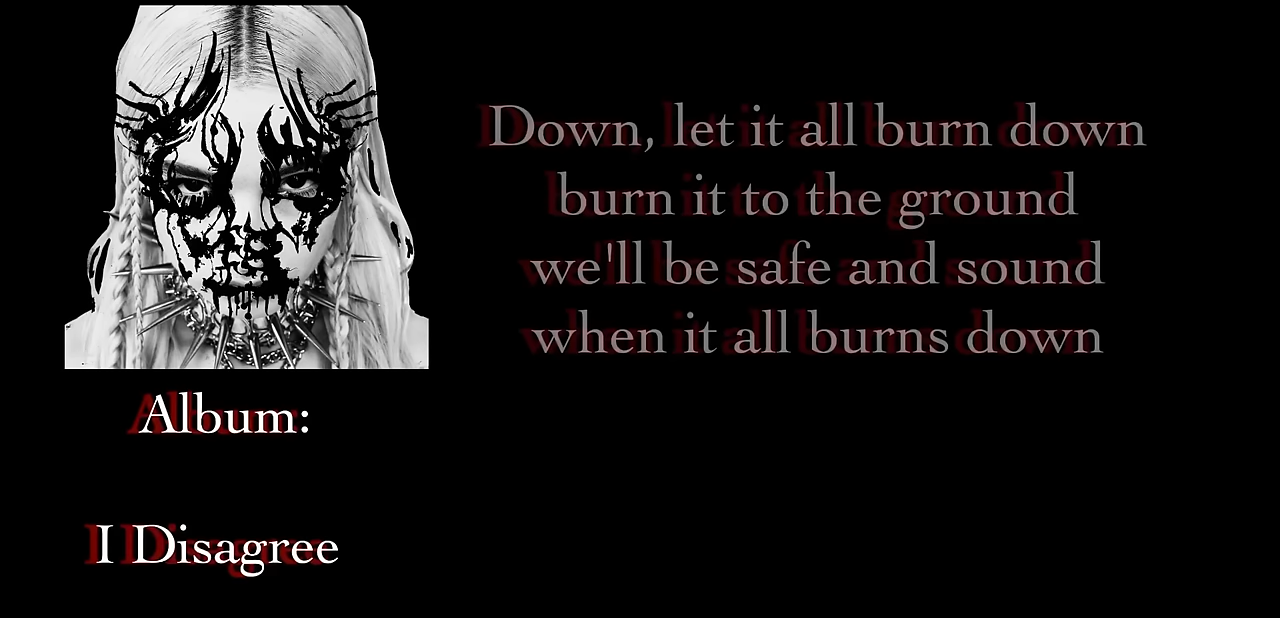 Down, let it all burn down
burn it to the ground
we'll be safe and sound
when it all burns down
Album:
I Disagree